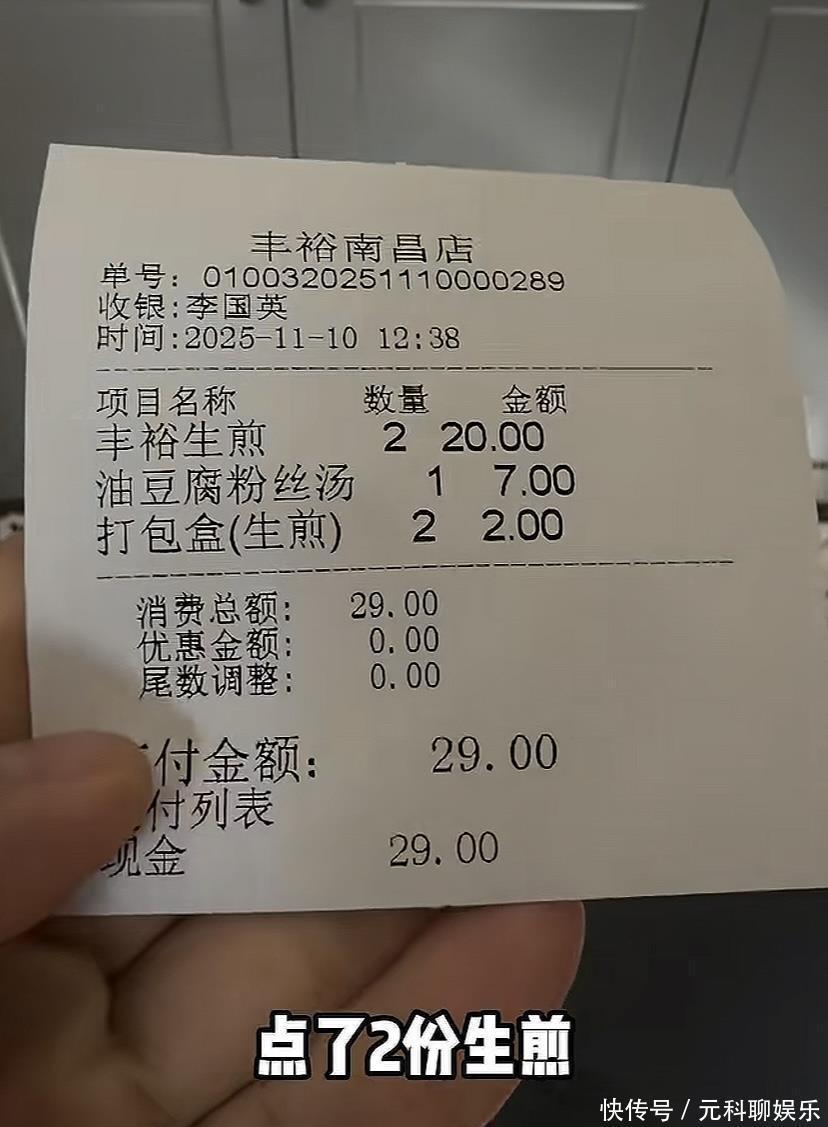 丰裕南昌店
单号: 01003202511110000289
收银:李国英
时间:2025-11-10 12:38
项目名称 数量 金额
丰裕生煎 2 20.00
油豆腐粉丝汤 1 7.00
打包盒(生煎) 2 2.00
消费总额: 29.00
优惠金额: 0.00
尾数调整: 0.00
付金额: 29.00
付列表
现金 29.00
点了2份生煎
快传号 / 元科聊娱乐